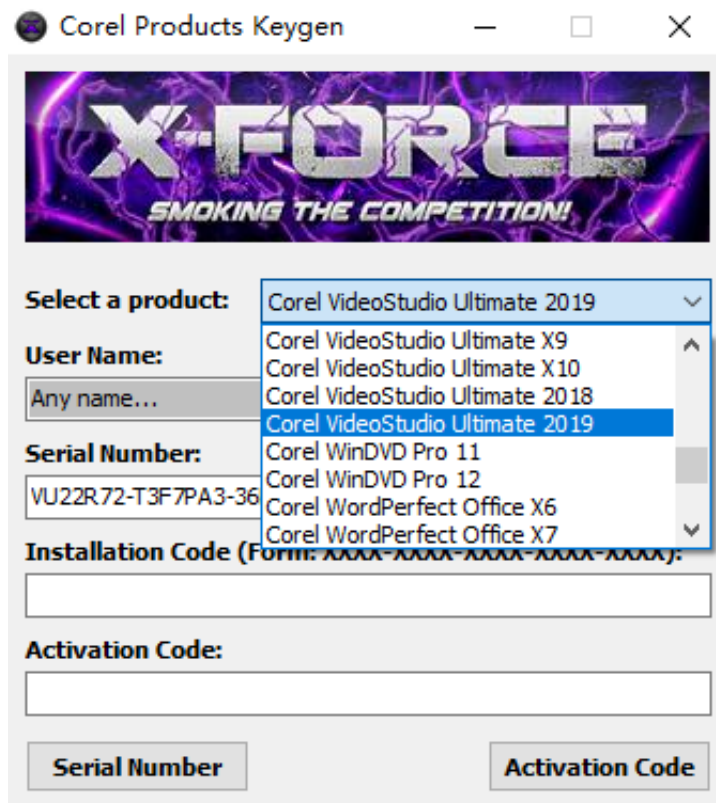 Corel Products Keygen
X-FORCE
SMOKING THE COMPETITION!
Select a product:
Corel VideoStudio Ultimate 2019
Corel VideoStudio Ultimate X9
Corel VideoStudio Ultimate X10
Corel VideoStudio Ultimate 2018
Corel VideoStudio Ultimate 2019
Corel WinDVD Pro 11
Corel WinDVD Pro 12
Corel WordPerfect Office X6
Corel WordPerfect Office X7
User Name:
Any name...
Serial Number:
VU22R72-T3F7PA3-36
Installation Code (Form: XXXX-XXXX-XXXX-XXXX-XXXX):
Activation Code:
Serial Number
Activation Code